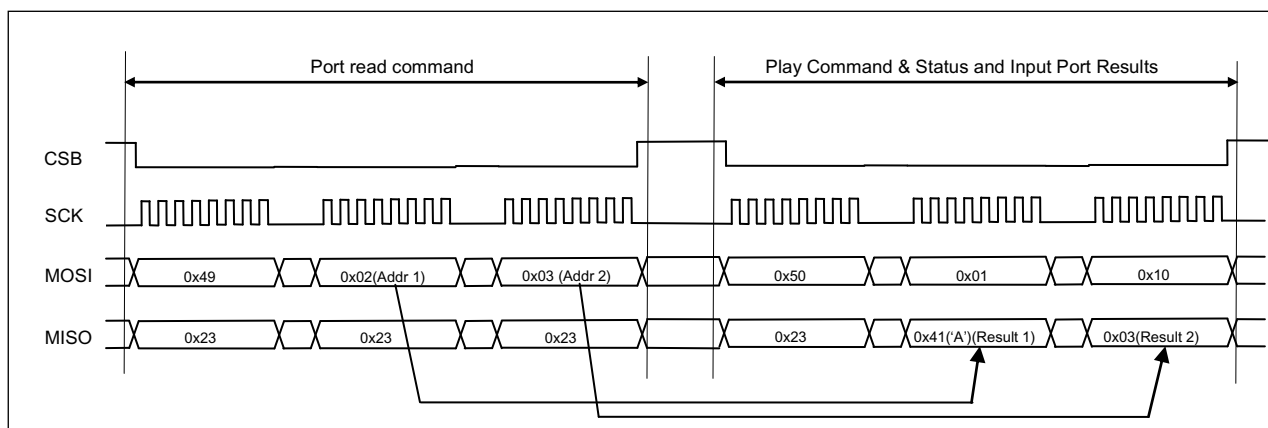 Port read command
Play Command & Status and Input Port Results
CSB
SCK
MOSI
0x49
0x02(Addr 1)
0x03 (Addr 2)
0x50
0x01
0x10
MISO
0x23
0x23
0x23
0x23
0x41('A')(Result 1)
0x03(Result 2)